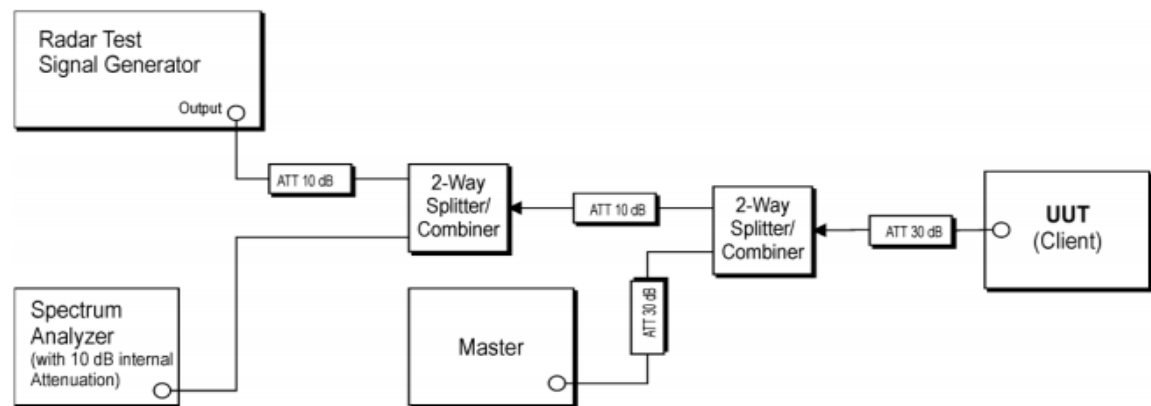 Radar Test
Signal Generator
Output
ATT 10 dB
2-Way
Splitter/
Combiner
ATT 10 dB
2-Way
Splitter/
Combiner
ATT 30 dB
UUT
(Client)
Spectrum
Analyzer
(with 10 dB internal
Attenuation)
Master
ATT 30 dB